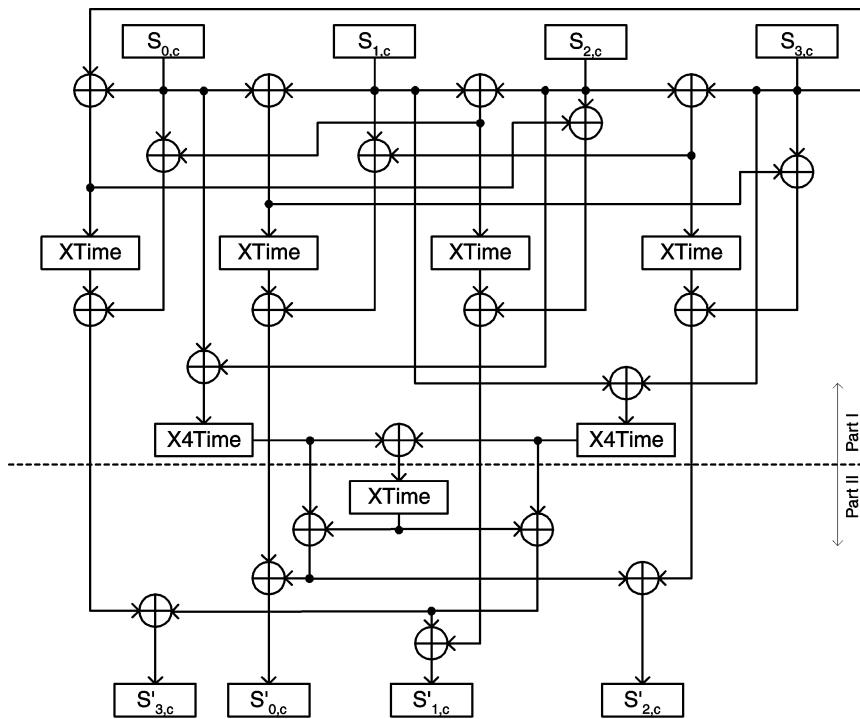 S0,c
S1,c
S2,c
S3,c
XTime
XTime
XTime
XTime
X4Time
X4Time
Part I
XTime
Part II
S'3,c
S'0,c
S'1,c
S'2,c